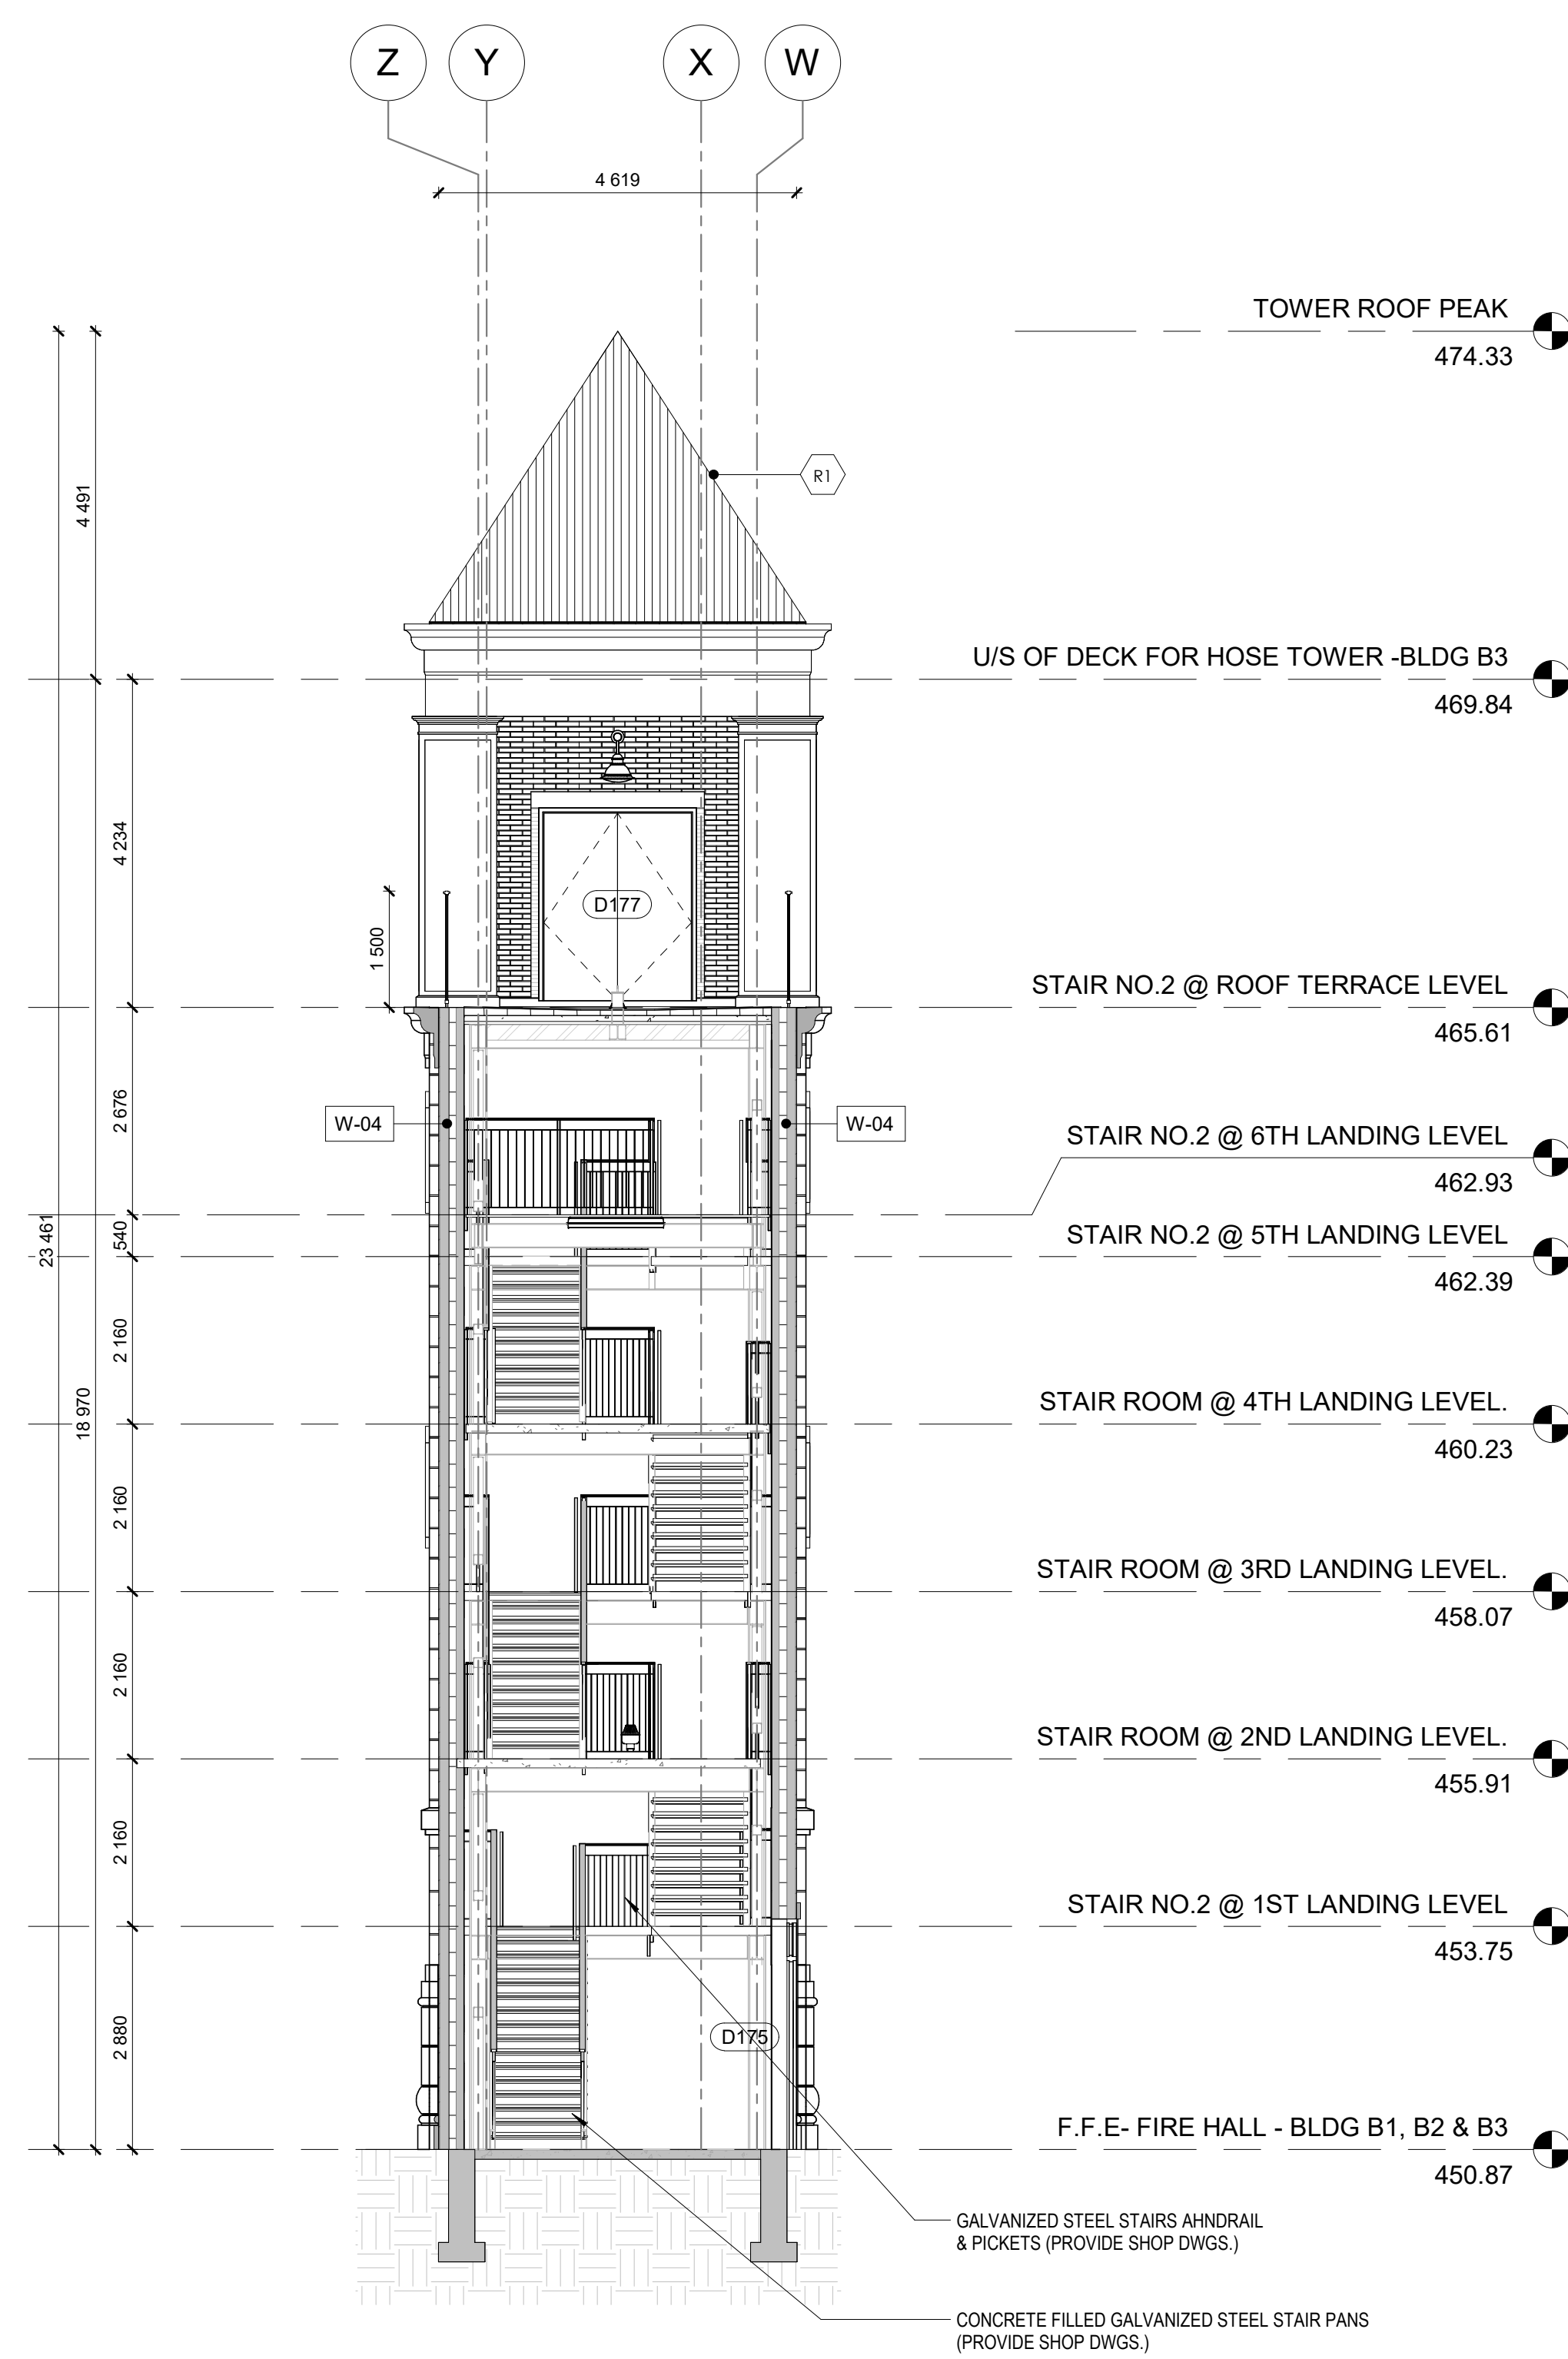 Z
Y
X
W
4 619
TOWER ROOF PEAK
474.33
4 491
R1
U/S OF DECK FOR HOSE TOWER -BLDG B3
469.84
4 234
D177
1 500
STAIR NO.2 @ ROOF TERRACE LEVEL
465.61
2 676
W-04
W-04
STAIR NO.2 @ 6TH LANDING LEVEL
462.93
23 461
540
STAIR NO.2 @ 5TH LANDING LEVEL
462.39
2 160
18 970
STAIR ROOM @ 4TH LANDING LEVEL.
460.23
2 160
STAIR ROOM @ 3RD LANDING LEVEL.
458.07
2 160
STAIR ROOM @ 2ND LANDING LEVEL.
455.91
2 160
STAIR NO.2 @ 1ST LANDING LEVEL
453.75
2 880
D175
F.F.E- FIRE HALL - BLDG B1, B2 & B3
450.87
GALVANIZED STEEL STAIRS AHNDRAIL
& PICKETS (PROVIDE SHOP DWGS.)
CONCRETE FILLED GALVANIZED STEEL STAIR PANS
(PROVIDE SHOP DWGS.)